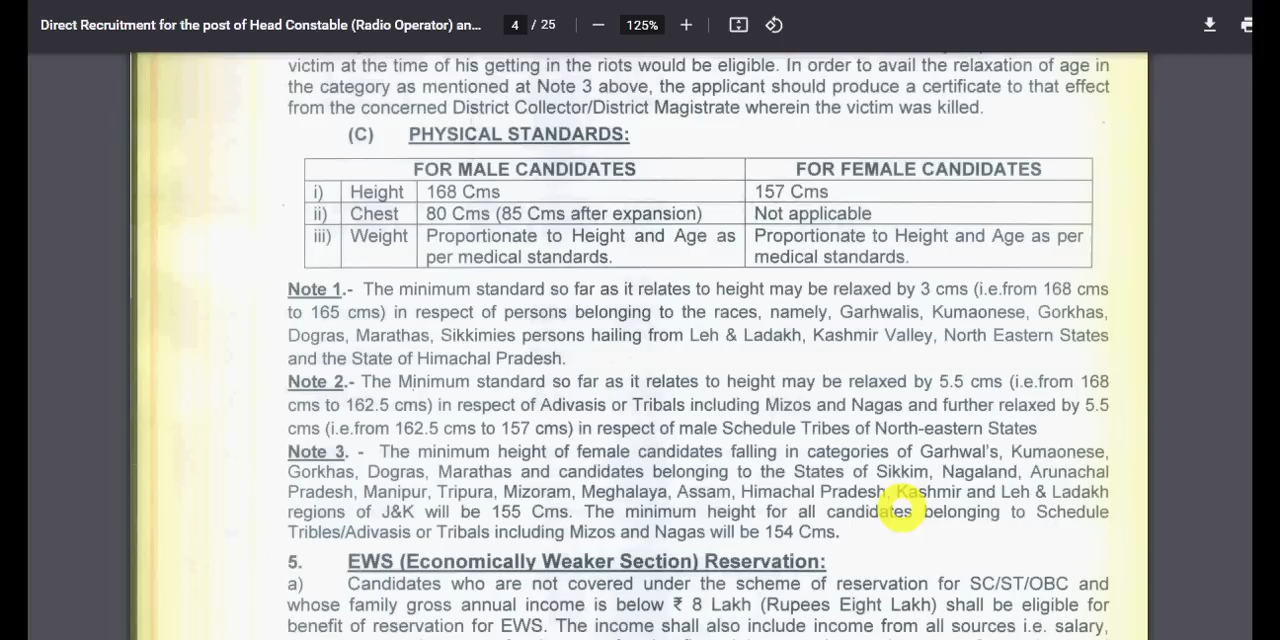 Direct Recruitment for the post of Head Constable (Radio Operator) an...
4 / 25
125%
victim at the time of his getting in the riots would be eligible. In order to avail the relaxation of age in
the category as mentioned at Note 3 above, the applicant should produce a certificate to that effect
from the concerned District Collector/District Magistrate wherein the victim was killed.
(C) PHYSICAL STANDARDS:
FOR MALE CANDIDATES FOR FEMALE CANDIDATES
i) Height 168 Cms 157 Cms
ii) Chest 80 Cms (85 Cms after expansion) Not applicable
iii) Weight Proportionate to Height and Age as Proportionate to Height and Age as per
per medical standards. medical standards.
Note 1.- The minimum standard so far as it relates to height may be relaxed by 3 cms (i.e.from 168 cms
to 165 cms) in respect of persons belonging to the races, namely, Garhwalis, Kumaonese, Gorkhas,
Dogras, Marathas, Sikkimies persons hailing from Leh & Ladakh, Kashmir Valley, North Eastern States
and the State of Himachal Pradesh.
Note 2.- The Minimum standard so far as it relates to height may be relaxed by 5.5 cms (i.e.from 168
cms to 162.5 cms) in respect of Adivasis or Tribals including Mizos and Nagas and further relaxed by 5.5
cms (i.e.from 162.5 cms to 157 cms) in respect of male Schedule Tribes of North-eastern States
Note 3. - The minimum height of female candidates falling in categories of Garhwal's, Kumaonese,
Gorkhas, Dogras, Marathas and candidates belonging to the States of Sikkim, Nagaland, Arunachal
Pradesh, Manipur, Tripura, Mizoram, Meghalaya, Assam, Himachal Pradesh, Kashmir and Leh & Ladakh
regions of J&K will be 155 Cms. The minimum height for all candidates belonging to Schedule
Tribles/Adivasis or Tribals including Mizos and Nagas will be 154 Cms.
5. EWS (Economically Weaker Section) Reservation:
a) Candidates who are not covered under the scheme of reservation for SC/ST/OBC and
whose family gross annual income is below ₹ 8 Lakh (Rupees Eight Lakh) shall be eligible for
benefit of reservation for EWS. The income shall also include income from all sources i.e. salary,